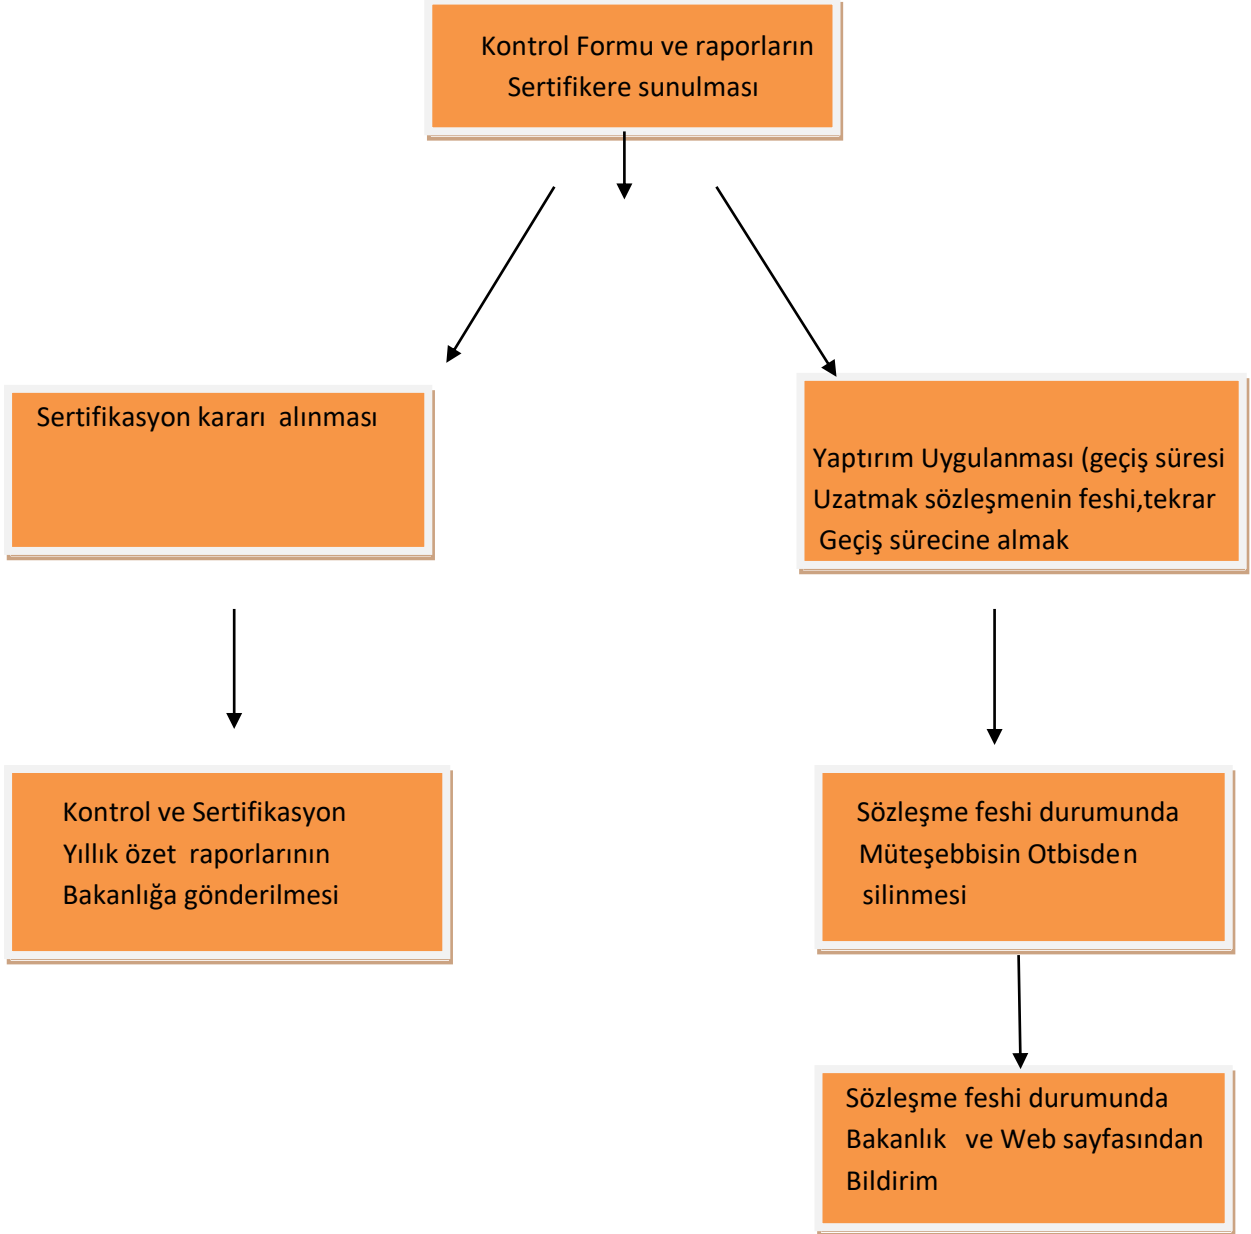 Kontrol Formu ve raporların
Sertifikere sunulması
Sertifikasyon kararı alınması
Yaptırım Uygulanması (geçiş süresi
Uzatmak sözleşmenin feshi,tekrar
Geçiş sürecine almak
Kontrol ve Sertifikasyon
Yıllık özet raporlarının
Bakanlığa gönderilmesi
Sözleşme feshi durumunda
Müteşebbisin Otbisden
silinmesi
Sözleşme feshi durumunda
Bakanlık ve Web sayfasından
Bildirim